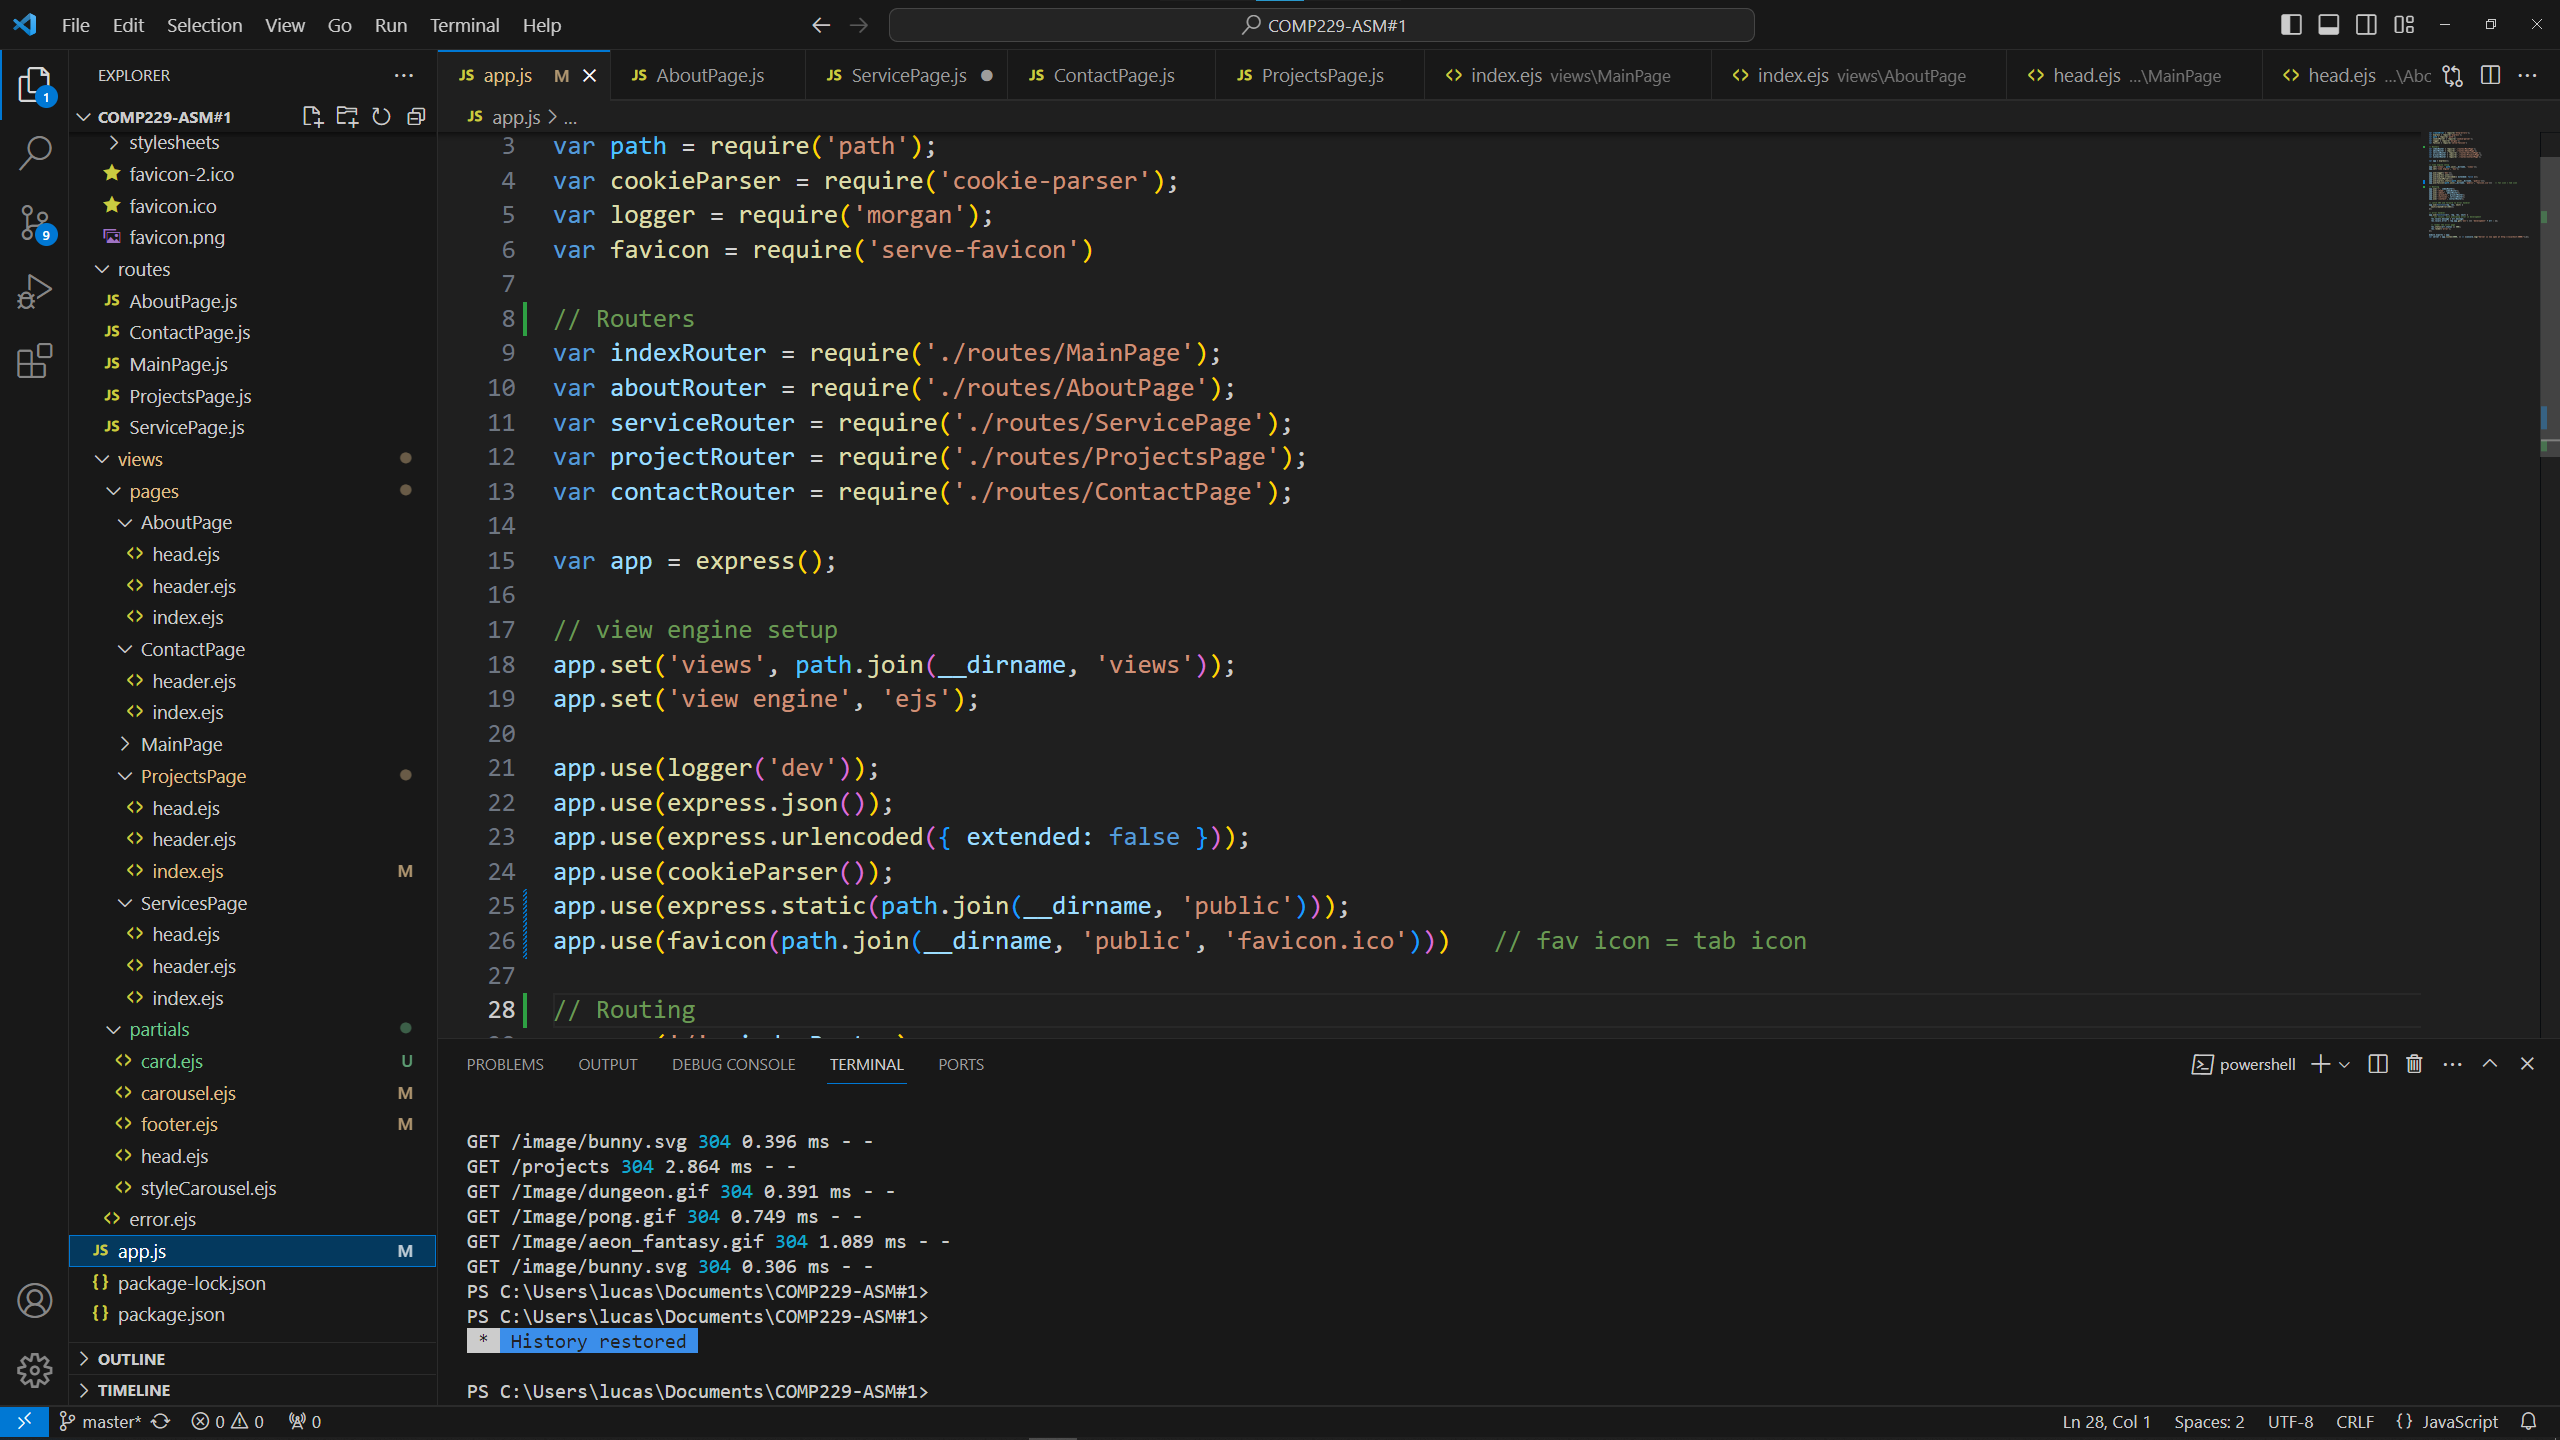 File Edit Selection View Go Run Terminal Help
COMP229-ASM#1
EXPLORER
COMP229-ASM#1
stylesheets
favicon-2.ico
favicon.ico
favicon.png
routes
JS AboutPage.js
JS ContactPage.js
JS MainPage.js
JS ProjectsPage.js
JS ServicePage.js
views
pages
AboutPage
head.ejs
header.ejs
index.ejs
ContactPage
header.ejs
index.ejs
MainPage
ProjectsPage
head.ejs
header.ejs
index.ejs M
ServicesPage
head.ejs
header.ejs
index.ejs
partials
card.ejs U
carousel.ejs M
footer.ejs M
head.ejs
styleCarousel.ejs
error.ejs
JS app.js M
{} package-lock.json
{} package.json
OUTLINE
TIMELINE
1
9
JS app.js M
JS AboutPage.js
JS ServicePage.js
JS ContactPage.js
JS ProjectsPage.js
index.ejs views\MainPage
index.ejs views\AboutPage
head.ejs ...\MainPage
head.ejs ...\Abc
JS app.js > ...
3 var path = require('path');
4 var cookieParser = require('cookie-parser');
5 var logger = require('morgan');
6 var favicon = require('serve-favicon')
7
8 // Routers
9 var indexRouter = require('./routes/MainPage');
10 var aboutRouter = require('./routes/AboutPage');
11 var serviceRouter = require('./routes/ServicePage');
12 var projectRouter = require('./routes/ProjectsPage');
13 var contactRouter = require('./routes/ContactPage');
14
15 var app = express();
16
17 // view engine setup
18 app.set('views', path.join(__dirname, 'views'));
19 app.set('view engine', 'ejs');
20
21 app.use(logger('dev'));
22 app.use(express.json());
23 app.use(express.urlencoded({ extended: false }));
24 app.use(cookieParser());
25 app.use(express.static(path.join(__dirname, 'public')));
26 app.use(favicon(path.join(__dirname, 'public', 'favicon.ico'))) // fav icon = tab icon
27
28 // Routing
PROBLEMS OUTPUT DEBUG CONSOLE TERMINAL PORTS
powershell
GET /image/bunny.svg 304 0.396 ms - -
GET /projects 304 2.864 ms - -
GET /Image/dungeon.gif 304 0.391 ms - -
GET /Image/pong.gif 304 0.749 ms - -
GET /Image/aeon_fantasy.gif 304 1.089 ms - -
GET /image/bunny.svg 304 0.306 ms - -
PS C:\Users\lucas\Documents\COMP229-ASM#1>
PS C:\Users\lucas\Documents\COMP229-ASM#1>
* History restored
PS C:\Users\lucas\Documents\COMP229-ASM#1>
master* 0 0 0
Ln 28, Col 1 Spaces: 2 UTF-8 CRLF {} JavaScript